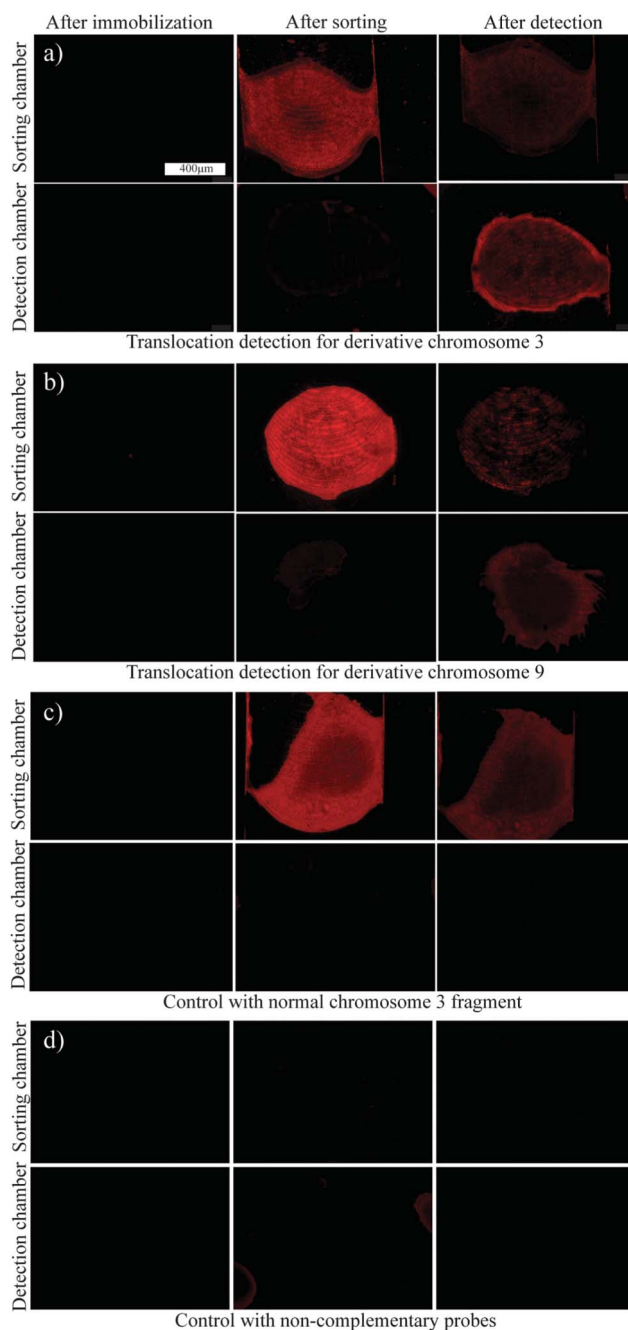 After immobilization After sorting After detection
a)
Sorting chamber
400µm
Detection chamber
Translocation detection for derivative chromosome 3
b)
Sorting chamber
Detection chamber
Translocation detection for derivative chromosome 9
c)
Sorting chamber
Detection chamber
Control with normal chromosome 3 fragment
d)
Sorting chamber
Detection chamber
Control with non-complementary probes